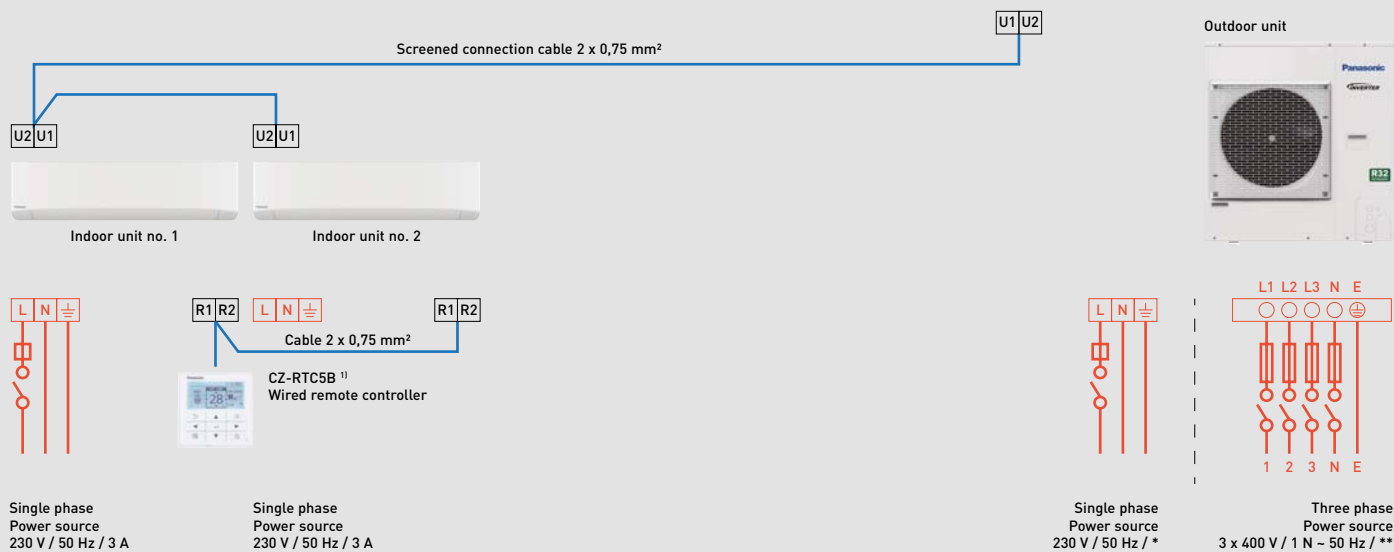 U1 U2
Outdoor unit
Screened connection cable 2 x 0,75 mm²
Panasonic
INVERTER
R32
U2 U1
U2 U1
Indoor unit no. 1
Indoor unit no. 2
L N
R1 R2
L N
R1 R2
L N
L1 L2 L3 N E
Cable 2 x 0,75 mm²
CZ-RTC5B ¹⁾
Wired remote controller
28
1 2 3 N E
Single phase
Power source
230 V / 50 Hz / 3 A
Single phase
Power source
230 V / 50 Hz / 3 A
Single phase
Power source
230 V / 50 Hz / *
Three phase
Power source
3 x 400 V / 1 N ~ 50 Hz / **